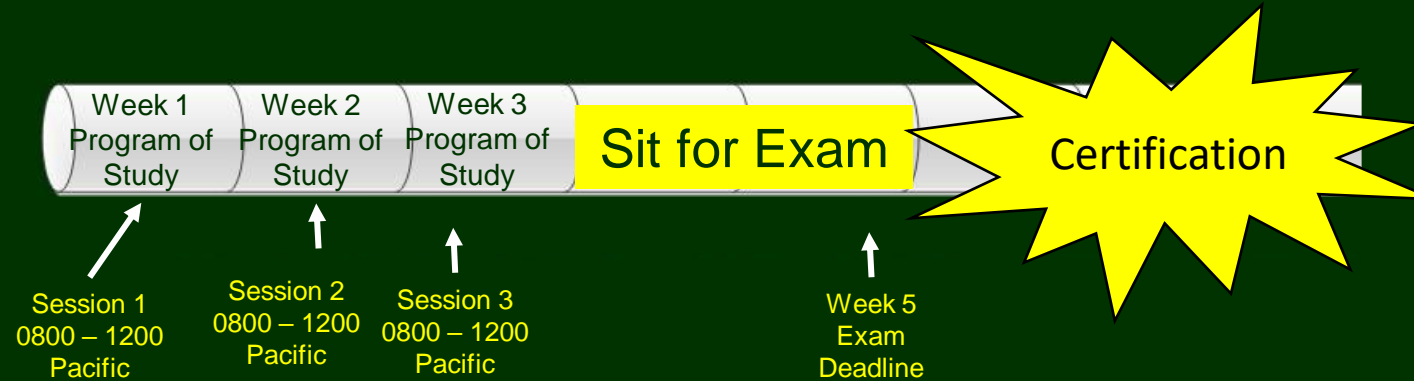 Week 1
Program of
Study
Week 2
Program of
Study
Week 3
Program of
Study
Sit for Exam
Certification
Session 1
0800 – 1200
Pacific
Session 2
0800 – 1200
Pacific
Session 3
0800 – 1200
Pacific
Week 5
Exam
Deadline